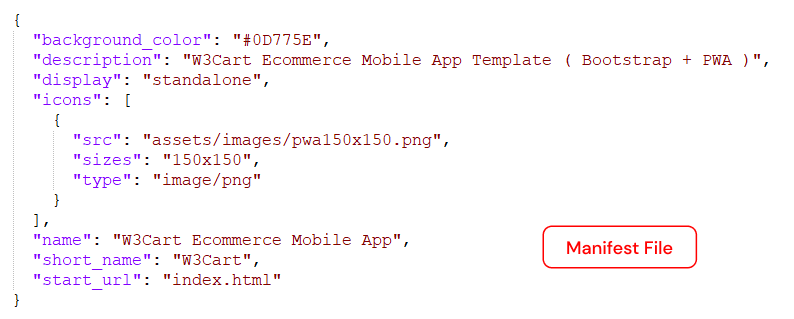 {
"background_color": "#0D775E",
"description": "W3Cart Ecommerce Mobile App Template ( Bootstrap + PWA )",
"display": "standalone",
"icons": [
{
"src": "assets/images/pwa150x150.png",
"sizes": "150x150",
"type": "image/png"
}
],
"name": "W3Cart Ecommerce Mobile App",
"short_name": "W3Cart",
"start_url": "index.html"
}
Manifest File